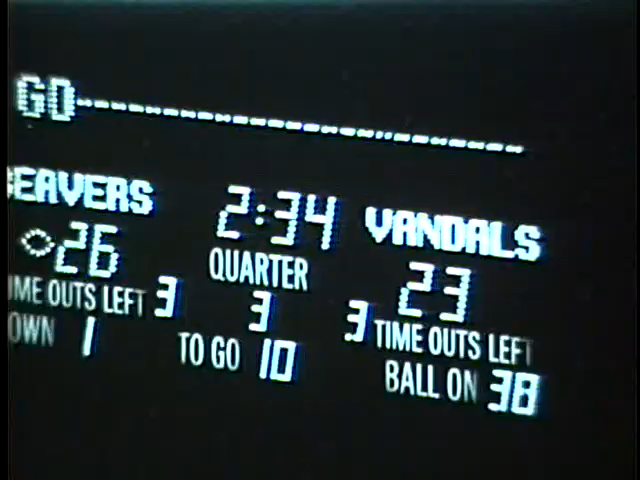 GO
EAVERS 2:34 VANDALS
26 QUARTER 23
IME OUTS LEFT 3 3 3 TIME OUTS LEFT
OWN 1 TO GO 10 BALL ON 38